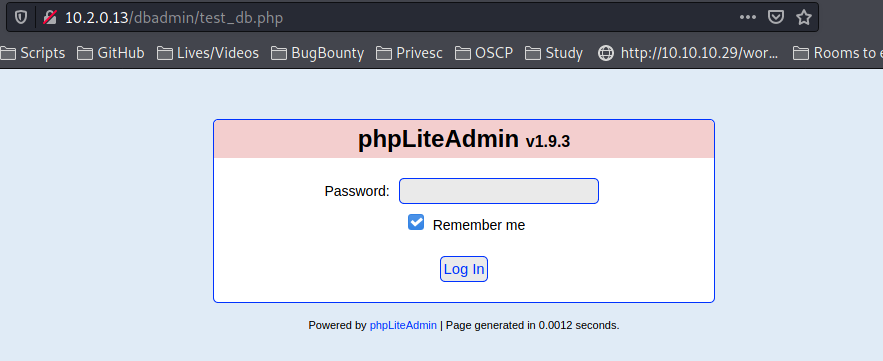 10.2.0.13/dbadmin/test_db.php
Scripts GitHub Lives/Videos BugBounty Privesc OSCP Study http://10.10.10.29/wor... Rooms to e
phpLiteAdmin v1.9.3
Password:
Remember me
Log In
Powered by phpLiteAdmin | Page generated in 0.0012 seconds.